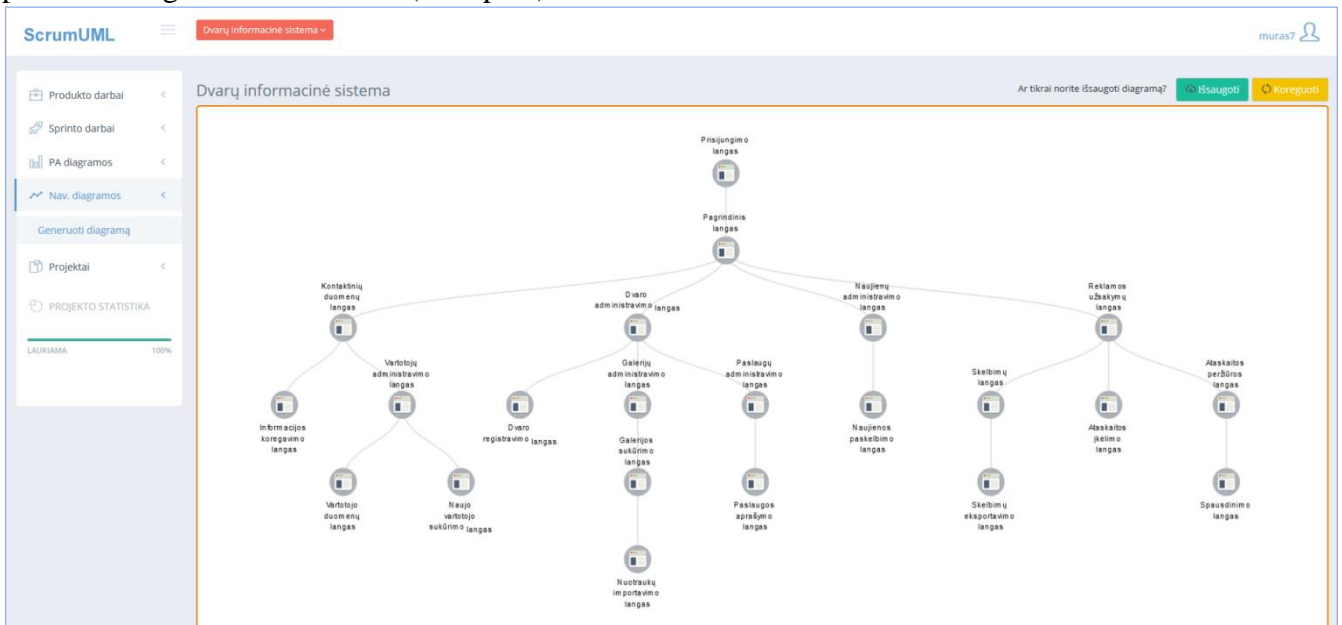 ScrumUML
Dvarų informacinė sistema
muras7
Produkto darbai
Sprinto darbai
PA diagramos
Nav. diagramos
Generuoti diagramą
Projektai
PROJEKTO STATISTIKA
LAUKIAMA 100%
Dvarų informacinė sistema
Ar tikrai norite išsaugoti diagramą?
Išsaugoti
Koreguoti
Prisijungimo
langas
Pagrindinis
langas
Kontaktinių
duomenų
langas
Dvaro
administravimo langas
Naujienų
administravimo
langas
Reklamos
užsakymų
langas
Vartotojų
administravimo
langas
Galerijų
administravimo
langas
Paslaugų
administravimo
langas
Skelbimų
langas
Ataskaitos
peržiūros
langas
Informacijos
koregavimo
langas
Dvaro
registravimo langas
Galerijos
sukūrimo
langas
Naujienos
paskelbimo
langas
Ataskaitos
įkėlimo
langas
Vartotojo
duomenų
langas
Naujo
vartotojo
sukūrimo langas
Paslaugos
aprašymo
langas
Skelbimų
eksportavimo
langas
Spausdinimo
langas
Nuotraukų
importavimo
langas